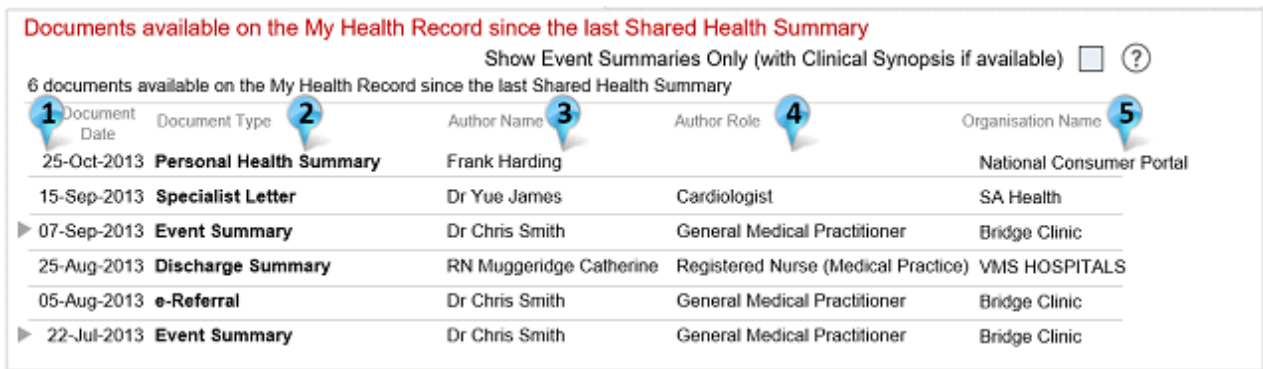 Documents available on the My Health Record since the last Shared Health Summary
Show Event Summaries Only (with Clinical Synopsis if available) ?
6 documents available on the My Health Record since the last Shared Health Summary
1 Document Date Document Type 2 Author Name 3 Author Role 4 Organisation Name 5
25-Oct-2013 Personal Health Summary Frank Harding National Consumer Portal
15-Sep-2013 Specialist Letter Dr Yue James Cardiologist SA Health
07-Sep-2013 Event Summary Dr Chris Smith General Medical Practitioner Bridge Clinic
25-Aug-2013 Discharge Summary RN Muggeridge Catherine Registered Nurse (Medical Practice) VMS HOSPITALS
05-Aug-2013 e-Referral Dr Chris Smith General Medical Practitioner Bridge Clinic
22-Jul-2013 Event Summary Dr Chris Smith General Medical Practitioner Bridge Clinic